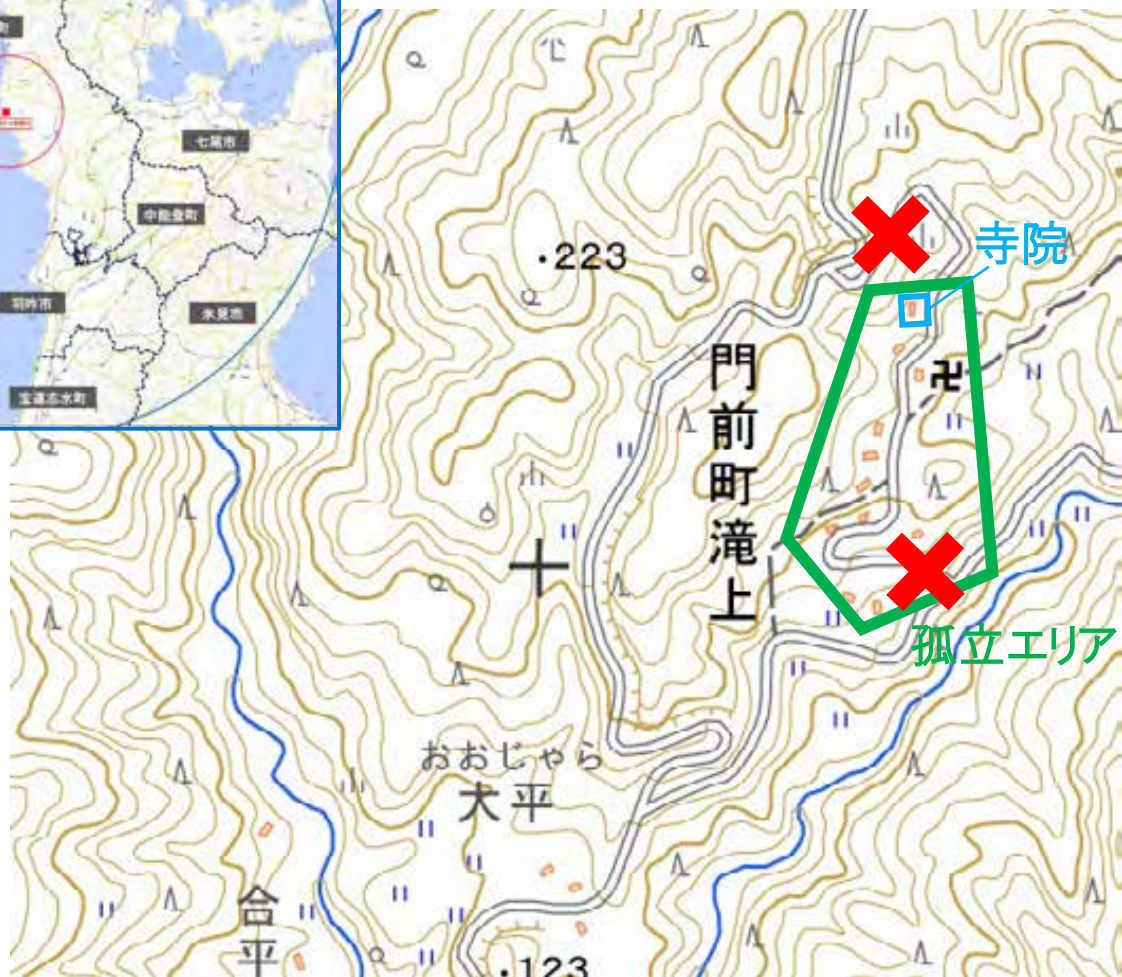 七尾市
中能登町
羽咋市
氷見市
宝達志水町
・223
寺院
門前町滝上
孤立エリア
おおじゃら
大平
合平
・123